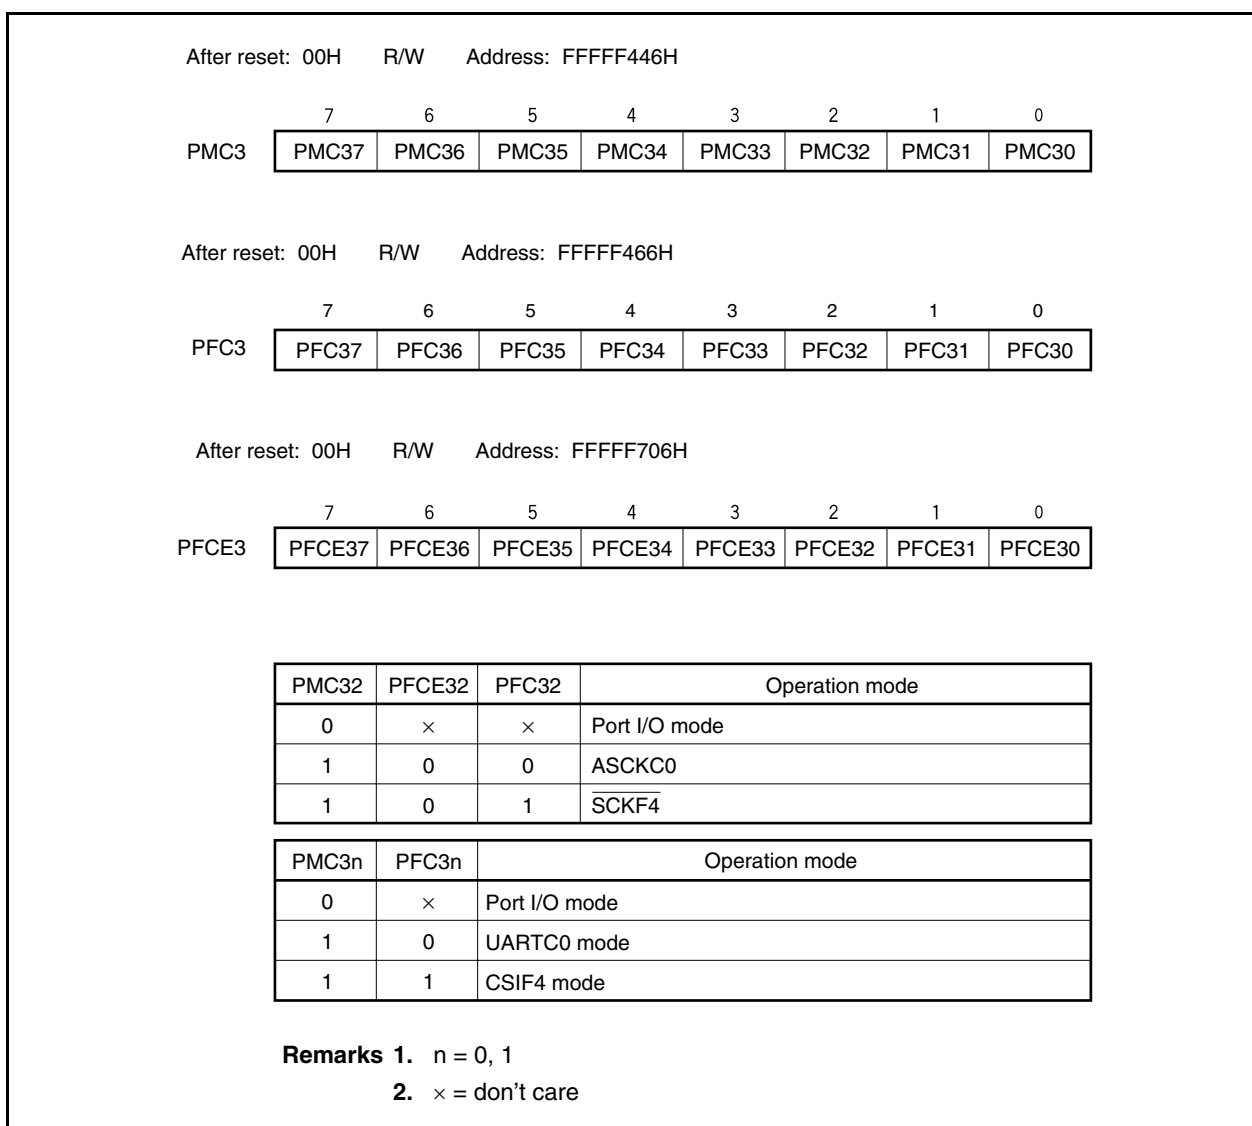 After reset: 00H R/W Address: FFFFF446H
7 6 5 4 3 2 1 0
PMC3 PMC37 PMC36 PMC35 PMC34 PMC33 PMC32 PMC31 PMC30
After reset: 00H R/W Address: FFFFF466H
7 6 5 4 3 2 1 0
PFC3 PFC37 PFC36 PFC35 PFC34 PFC33 PFC32 PFC31 PFC30
After reset: 00H R/W Address: FFFFF706H
7 6 5 4 3 2 1 0
PFCE3 PFCE37 PFCE36 PFCE35 PFCE34 PFCE33 PFCE32 PFCE31 PFCE30
PMC32 PFCE32 PFC32 Operation mode
0 × × Port I/O mode
1 0 0 ASCKC0
1 0 1 S̅C̅K̅F̅4̅
PMC3n PFC3n Operation mode
0 × Port I/O mode
1 0 UARTC0 mode
1 1 CSIF4 mode
Remarks 1. n = 0, 1
2. × = don't care